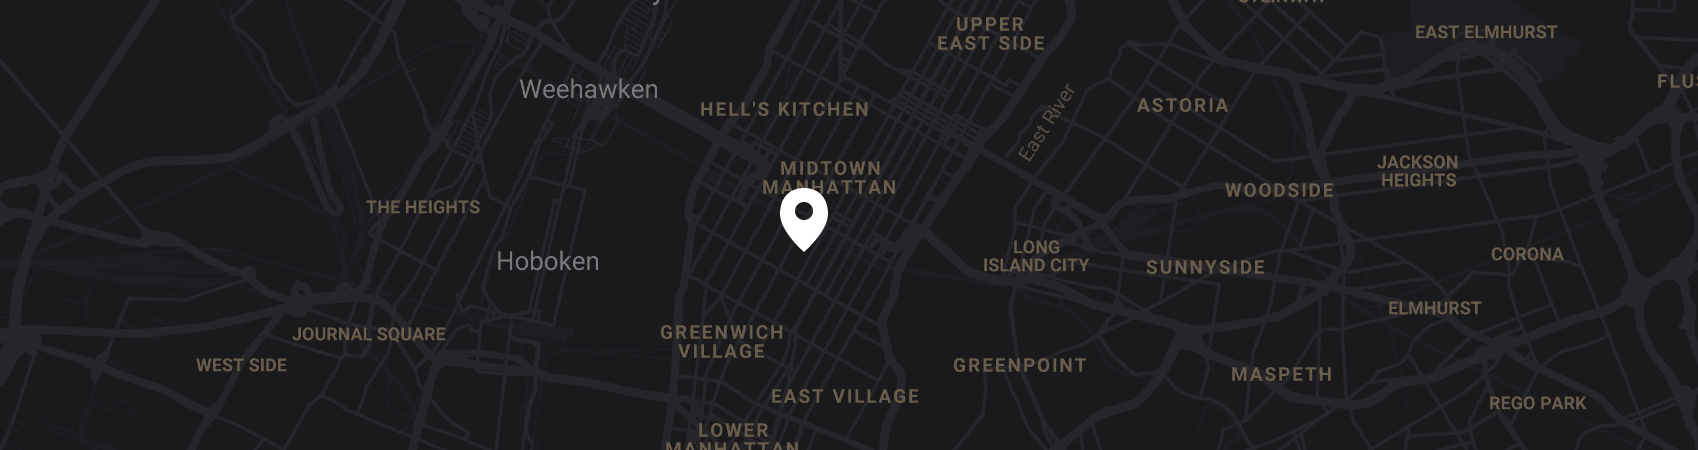 UPPER
EAST SIDE
EAST ELMHURST
Weehawken
HELL'S KITCHEN
East River
ASTORIA
MIDTOWN
MANHATTAN
JACKSON
HEIGHTS
WOODSIDE
THE HEIGHTS
Hoboken
LONG
ISLAND CITY
SUNNYSIDE
CORONA
ELMHURST
JOURNAL SQUARE
GREENWICH
VILLAGE
WEST SIDE
GREENPOINT
MASPETH
EAST VILLAGE
REGO PARK
LOWER
MANHATTAN